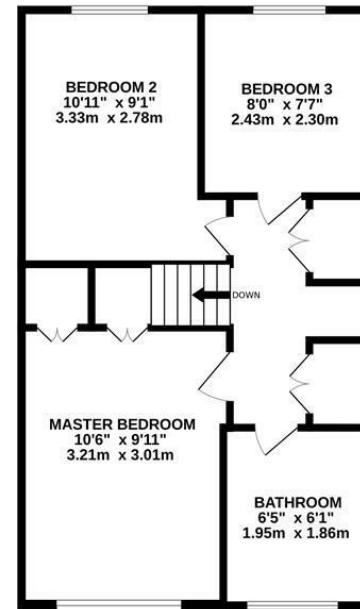 BEDROOM 2
10'11" x 9'1"
3.33m x 2.78m
BEDROOM 3
8'0" x 7'7"
2.43m x 2.30m
DOWN
MASTER BEDROOM
10'6" x 9'11"
3.21m x 3.01m
BATHROOM
6'5" x 6'1"
1.95m x 1.86m